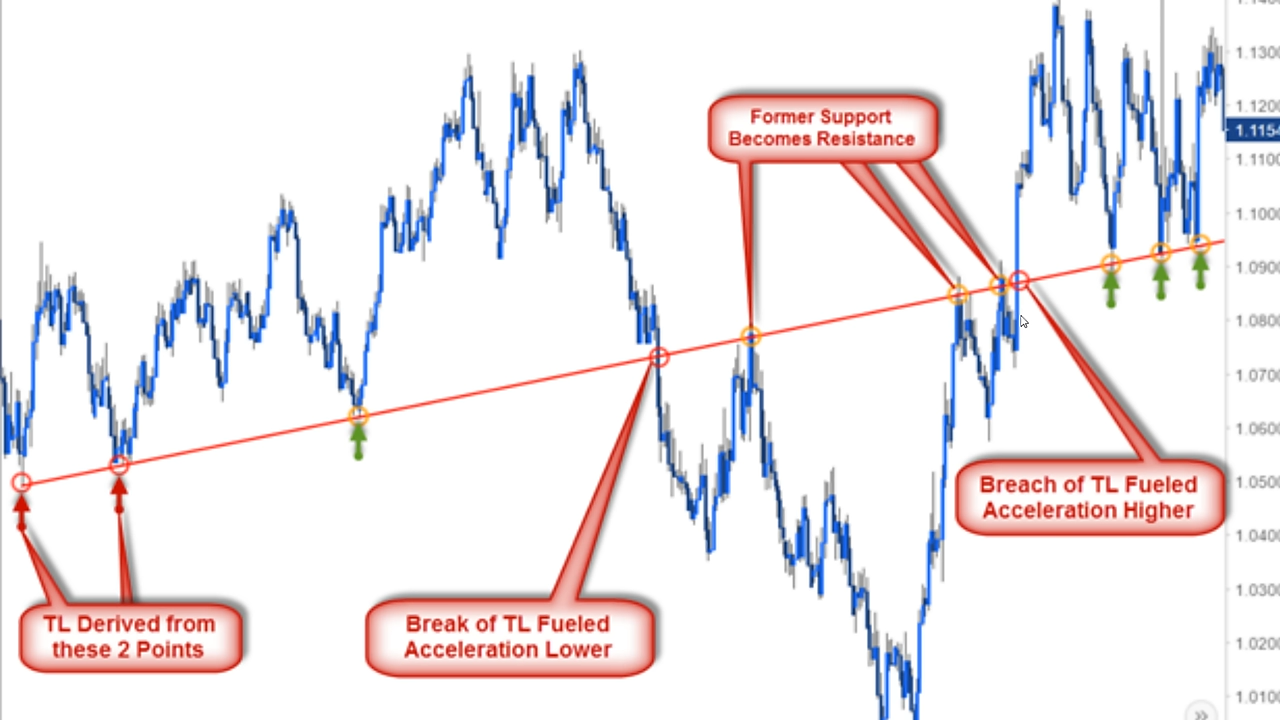 1.1400
1.1300
1.1200
1.1154
1.1100
1.1000
1.0900
1.0800
1.0700
1.0600
1.0500
1.0400
1.0300
1.0200
1.0100
Former Support
Becomes Resistance
Breach of TL Fueled
Acceleration Higher
TL Derived from
these 2 Points
Break of TL Fueled
Acceleration Lower
»